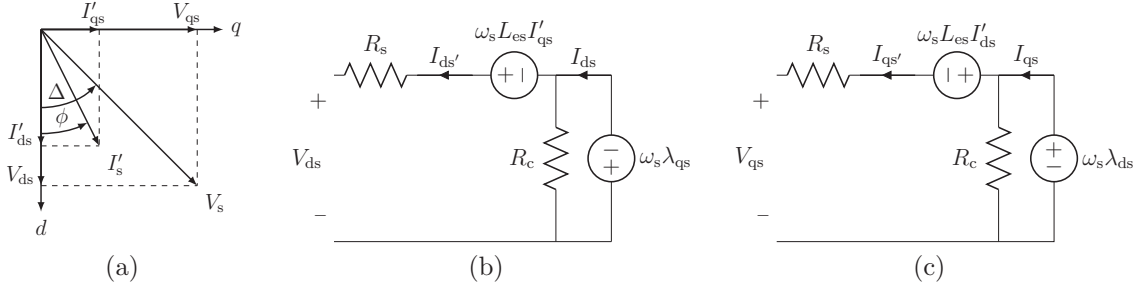 I′qs V′qs q
Δ
ϕ
I′ds
I′s
Vds
Vs
d
(a)
ωsLesI′qs
Rs
Ids′
Ids
+ −
+
Vds
−
Rc
−
+
ωsλqs
(b)
ωsLesI′ds
Rs
Iqs′
Iqs
− +
+
Vqs
−
Rc
+
−
ωsλds
(c)